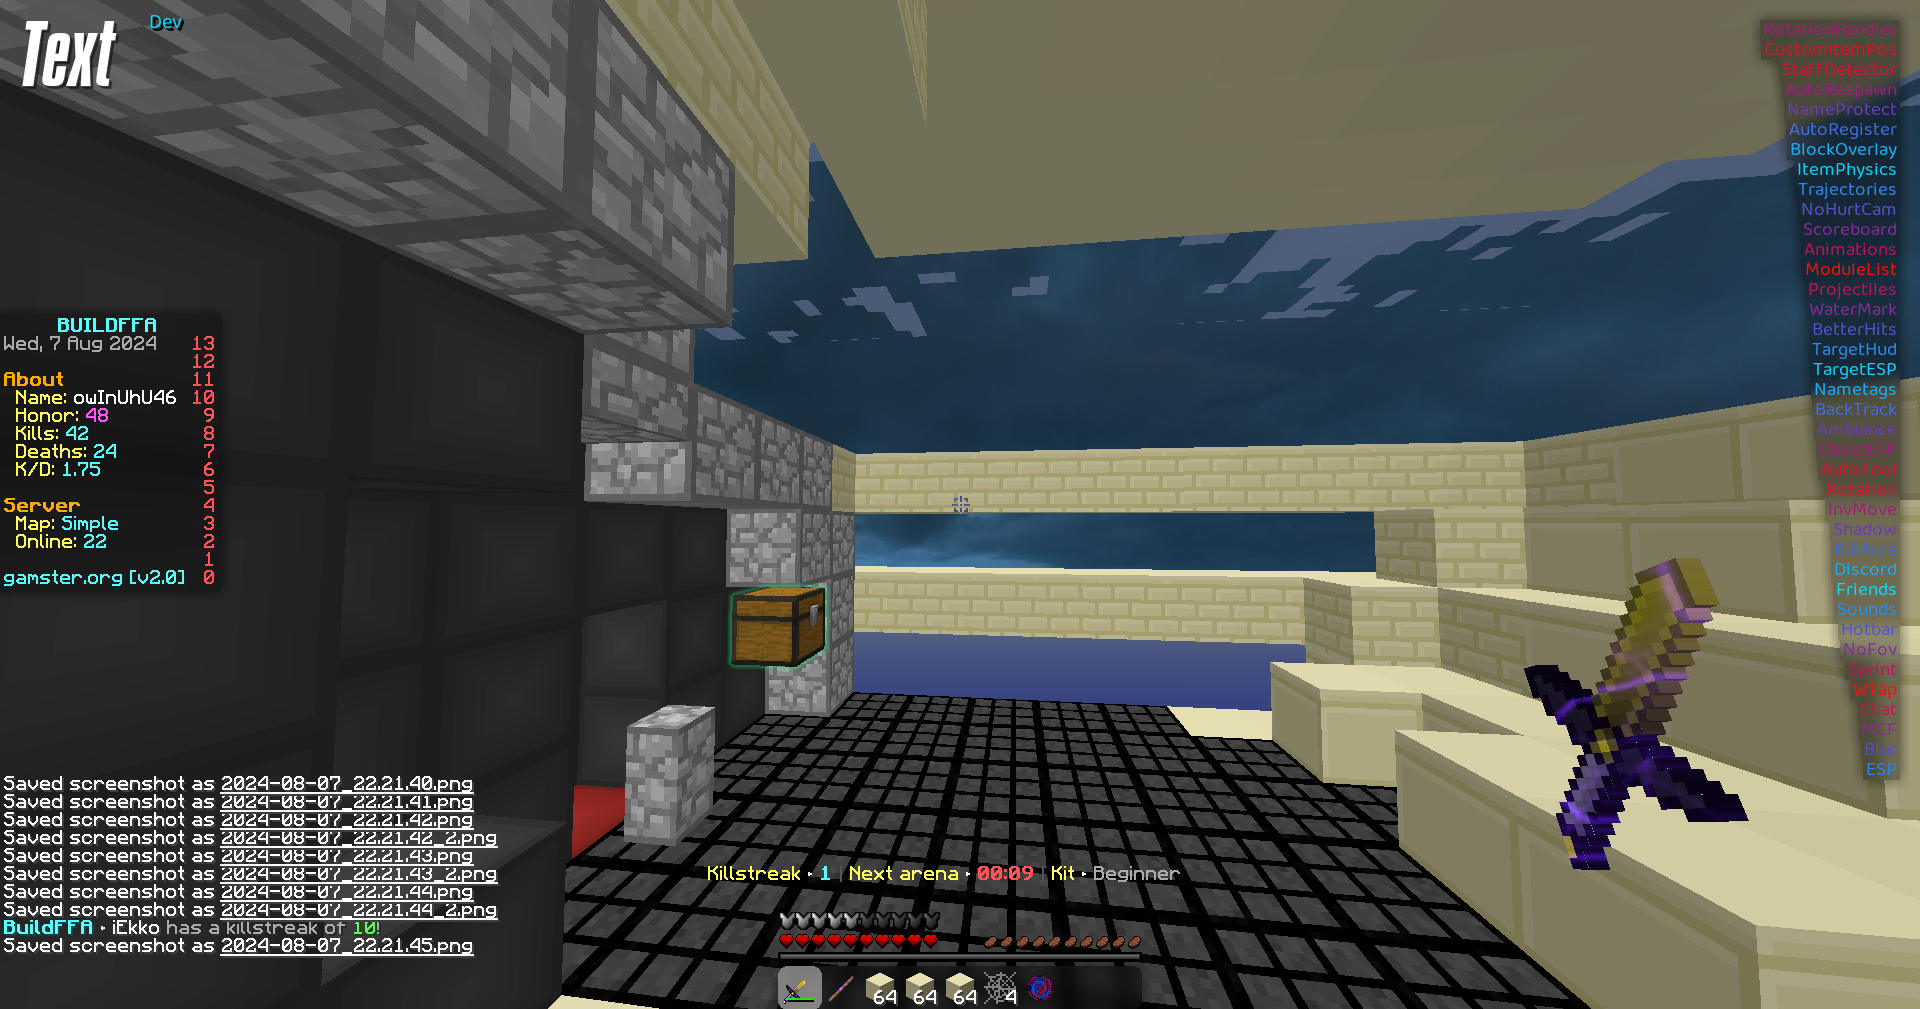 Text
Dev
BUILDFFA
Wed, 7 Aug 2024 13
12
About 11
Name: owInUhU46 10
Honor: 48 9
Kills: 42 8
Deaths: 24 7
K/D: 1.75 6
5
Server 4
Map: Simple 3
Online: 22 2
1
gamster.org [v2.0] 0
Saved screenshot as 2024-08-07_22.21.40.png
Saved screenshot as 2024-08-07_22.21.41.png
Saved screenshot as 2024-08-07_22.21.42.png
Saved screenshot as 2024-08-07_22.21.42_2.png
Saved screenshot as 2024-08-07_22.21.43.png
Saved screenshot as 2024-08-07_22.21.43_2.png
Saved screenshot as 2024-08-07_22.21.44.png
Saved screenshot as 2024-08-07_22.21.44_2.png
BuildFFA · iEkko has a killstreak of 10!
Saved screenshot as 2024-08-07_22.21.45.png
Killstreak · 1 | Next arena · 00:09 | Kit · Beginner
64 64 64 4
RotationHandler
CustomItemPos
StaffDetector
AutoRespawn
NameProtect
AutoRegister
BlockOverlay
ItemPhysics
Trajectories
NoHurtCam
Scoreboard
Animations
ModuleList
Projectiles
WaterMark
BetterHits
TargetHud
TargetESP
Nametags
BackTrack
Ambiance
ChestESP
AutoTool
Rotation
InvMove
Shadow
KillAura
Discord
Friends
Sounds
Hotbar
NoFov
Sprint
WTap
Chat
MCF
Blur
ESP